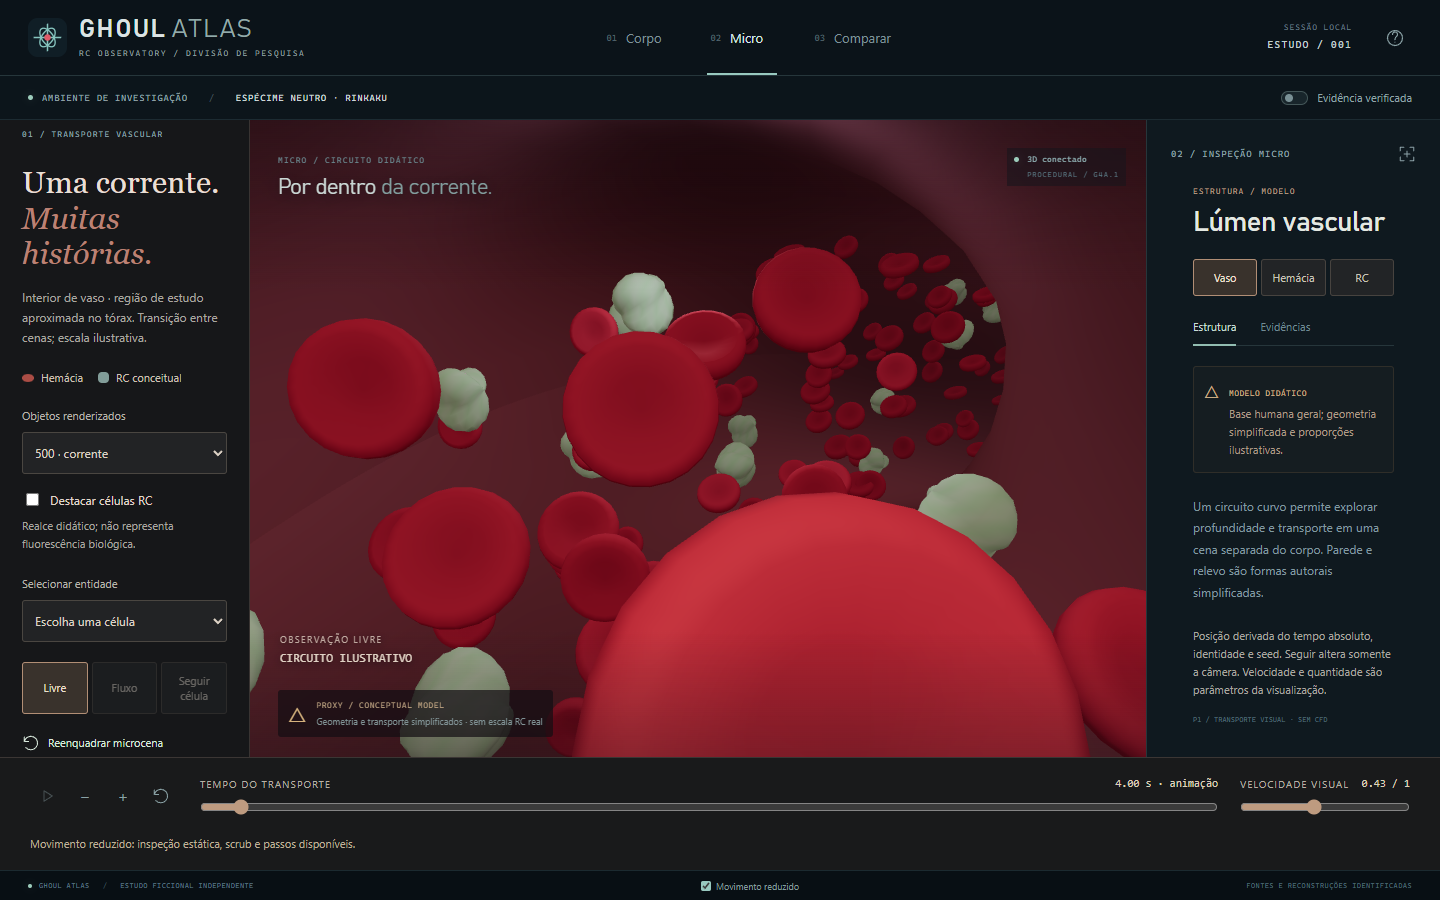 GHOUL ATLAS
RC OBSERVATORY / DIVISÃO DE PESQUISA
01 Corpo
02 Micro
03 Comparar
SESSÃO LOCAL
ESTUDO / 001
AMBIENTE DE INVESTIGAÇÃO / ESPÉCIME NEUTRO · RINKAKU
Evidência verificada
01 / TRANSPORTE VASCULAR
Uma corrente.
Muitas
histórias.
Interior de vaso · região de estudo
aproximada no tórax. Transição entre
cenas; escala ilustrativa.
Hemácia
RC conceitual
Objetos renderizados
500 · corrente
Destacar células RC
Realce didático; não representa
fluorescência biológica.
Selecionar entidade
Escolha uma célula
Livre
Fluxo
Seguir
célula
Reenquadrar microcena
MICRO / CIRCUITO DIDÁTICO
Por dentro da corrente.
3D conectado
PROCEDURAL / G4A.1
OBSERVAÇÃO LIVRE
CIRCUITO ILUSTRATIVO
PROXY / CONCEPTUAL MODEL
Geometria e transporte simplificados · sem escala RC real
02 / INSPEÇÃO MICRO
ESTRUTURA / MODELO
Lúmen vascular
Vaso
Hemácia
RC
Estrutura
Evidências
MODELO DIDÁTICO
Base humana geral; geometria
simplificada e proporções
ilustrativas.
Um circuito curvo permite explorar
profundidade e transporte em uma
cena separada do corpo. Parede e
relevo são formas autorais
simplificadas.
Posição derivada do tempo absoluto,
identidade e seed. Seguir altera somente
a câmera. Velocidade e quantidade são
parâmetros da visualização.
P1 / TRANSPORTE VISUAL · SEM CFD
TEMPO DO TRANSPORTE
4.00 s · animação
VELOCIDADE VISUAL
0.43 / 1
Movimento reduzido: inspeção estática, scrub e passos disponíveis.
GHOUL ATLAS / ESTUDO FICCIONAL INDEPENDENTE
Movimento reduzido
FONTES E RECONSTRUÇÕES IDENTIFICADAS